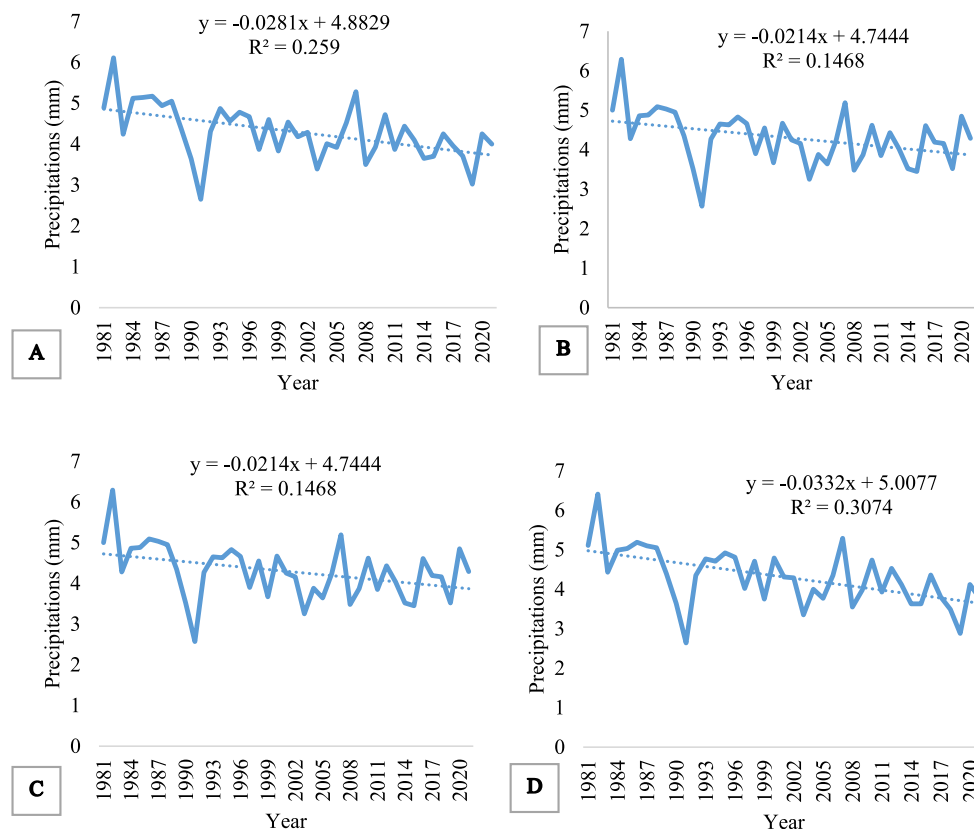 y = -0.0281x + 4.8829
R² = 0.259
Precipitations (mm)
7
6
5
4
3
2
1
0
1981 1984 1987 1990 1993 1996 1999 2002 2005 2008 2011 2014 2017 2020
Year
A
y = -0.0214x + 4.7444
R² = 0.1468
Precipitations (mm)
7
6
5
4
3
2
1
0
1981 1984 1987 1990 1993 1996 1999 2002 2005 2008 2011 2014 2017 2020
Year
B
y = -0.0214x + 4.7444
R² = 0.1468
Precipitations (mm)
7
6
5
4
3
2
1
0
1981 1984 1987 1990 1993 1996 1999 2002 2005 2008 2011 2014 2017 2020
Year
C
y = -0.0332x + 5.0077
R² = 0.3074
Precipitations (mm)
7
6
5
4
3
2
1
0
1981 1984 1987 1990 1993 1996 1999 2002 2005 2008 2011 2014 2017 2020
Year
D